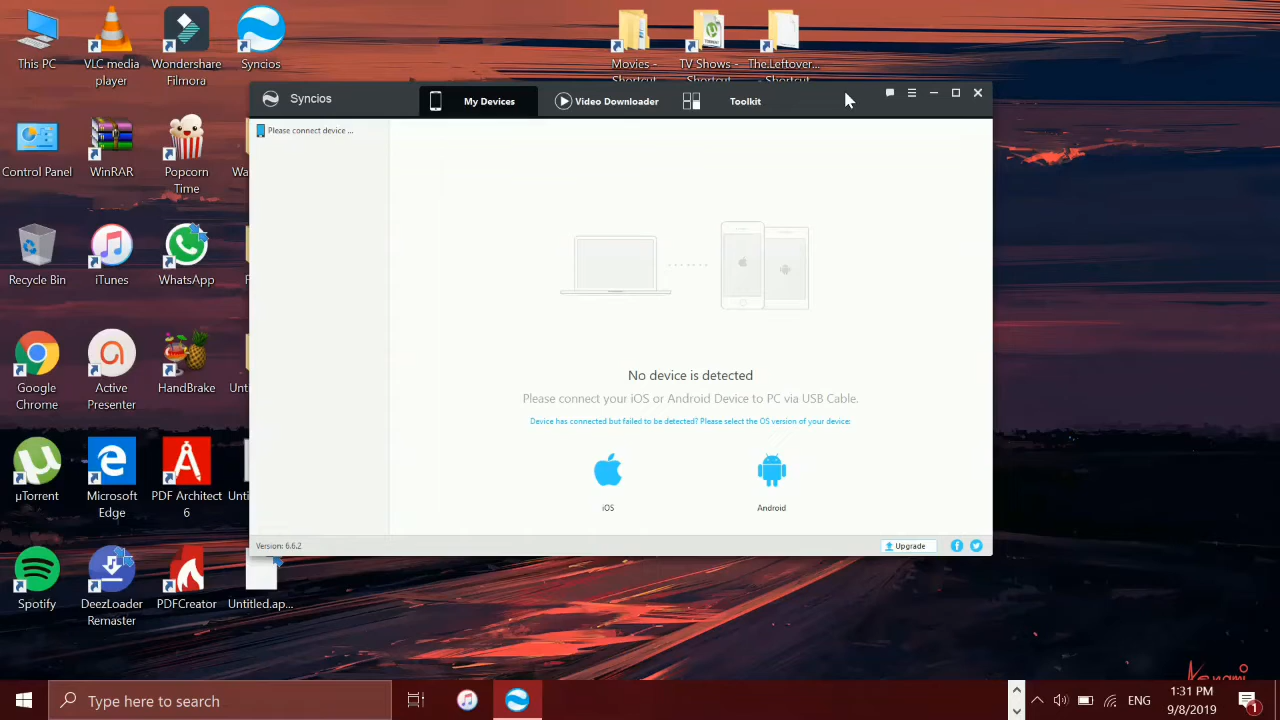 This PC
VLC media player
Wondershare Filmora
Syncios
Movies - Shortcut
TV Shows - Shortcut
The.Leftover... Shortcut
Syncios
My Devices
Video Downloader
Toolkit
Please connect device ...
Control Panel
WinRAR
Popcorn Time
Recycle Bin
iTunes
WhatsApp
Google Chrome
Active Presenter
HandBrake
No device is detected
Please connect your iOS or Android Device to PC via USB Cable.
Device has connected but failed to be detected? Please select the OS version of your device:
iOS
Android
µTorrent
Microsoft Edge
PDF Architect 6
Version: 6.6.2
Upgrade
Spotify
DeezLoader Remaster
PDFCreator
Untitled.ap...
Type here to search
ENG
1:31 PM
9/8/2019
1